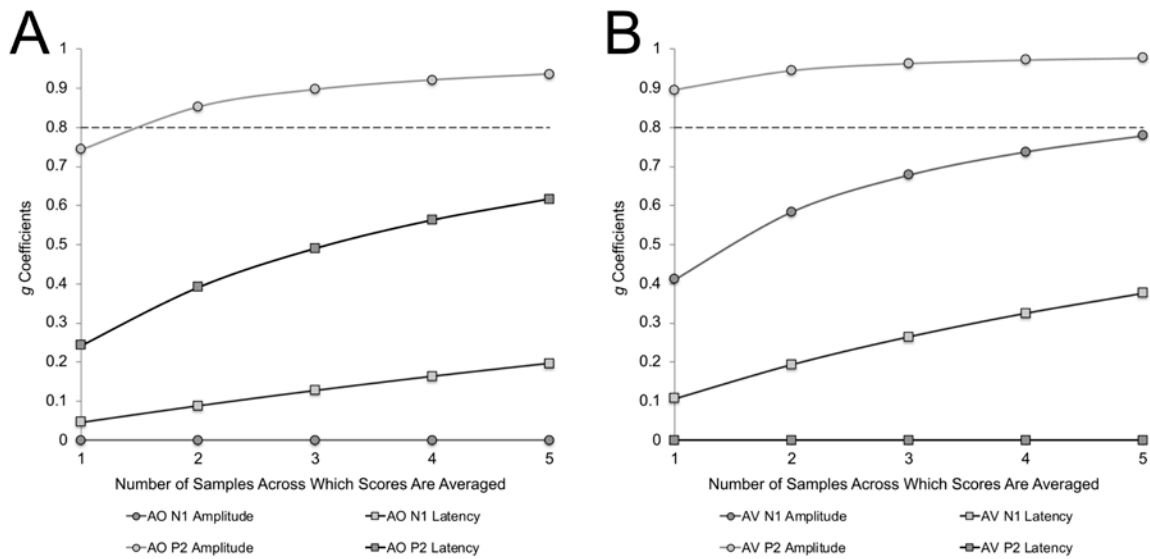 A
1
0.9
0.8
0.7
0.6
0.5
0.4
0.3
0.2
0.1
0
g Coefficients
1 2 3 4 5
Number of Samples Across Which Scores Are Averaged
AO N1 Amplitude AO N1 Latency
AO P2 Amplitude AO P2 Latency
B
1
0.9
0.8
0.7
0.6
0.5
0.4
0.3
0.2
0.1
0
g Coefficients
1 2 3 4 5
Number of Samples Across Which Scores Are Averaged
AV N1 Amplitude AV N1 Latency
AV P2 Amplitude AV P2 Latency